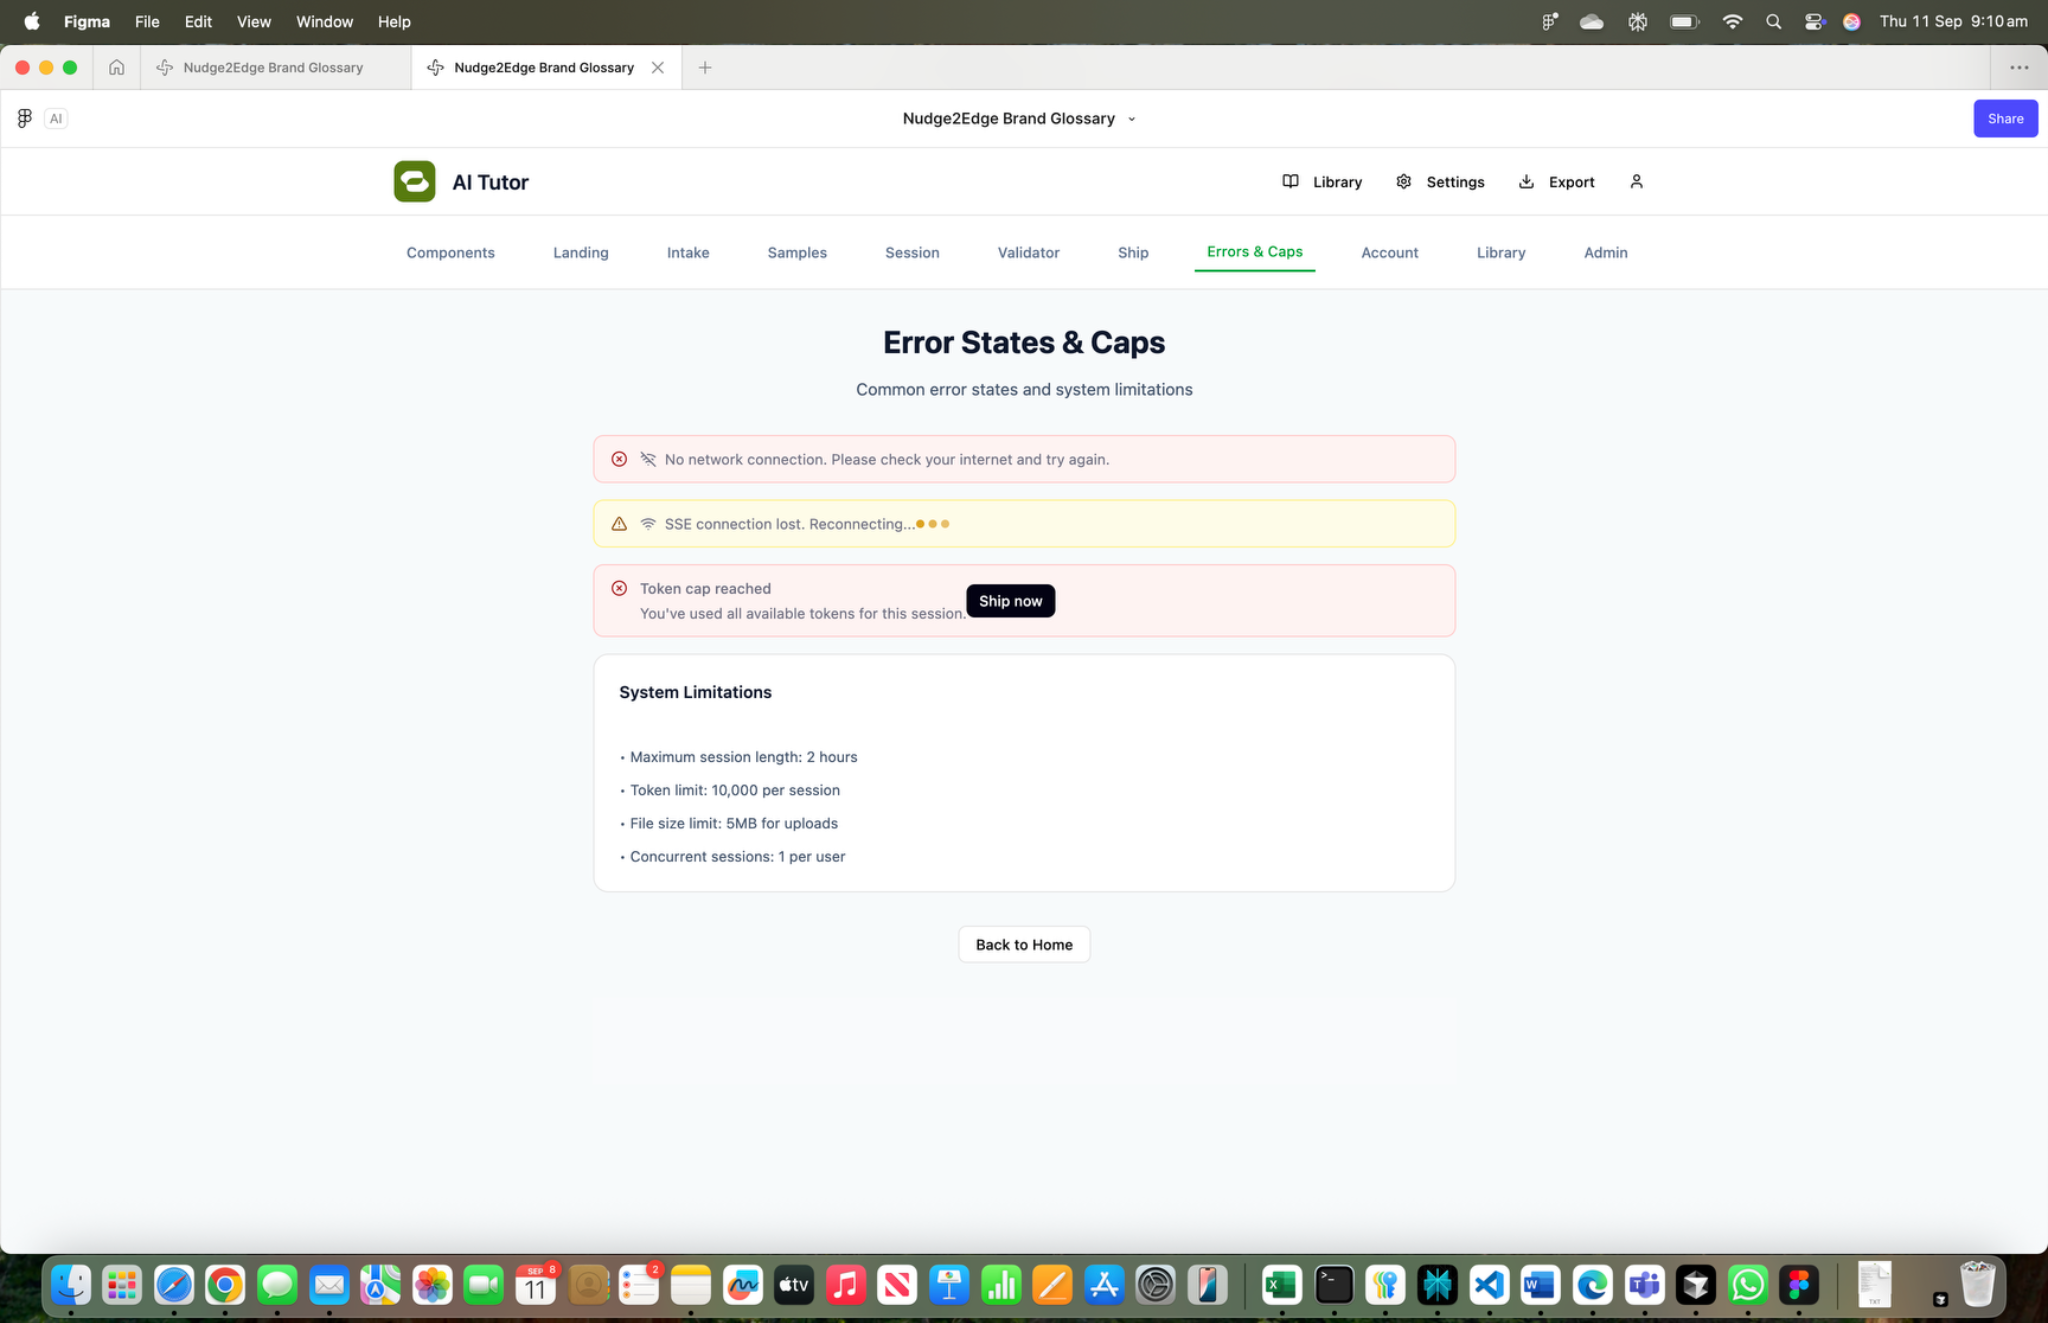 Figma File Edit View Window Help Thu 11 Sep 9:10 am
Nudge2Edge Brand Glossary Nudge2Edge Brand Glossary
AI Nudge2Edge Brand Glossary Share
AI Tutor Library Settings Export
Components Landing Intake Samples Session Validator Ship Errors & Caps Account Library Admin
Error States & Caps
Common error states and system limitations
No network connection. Please check your internet and try again.
SSE connection lost. Reconnecting...
Token cap reached
You've used all available tokens for this session.
Ship now
System Limitations
• Maximum session length: 2 hours
• Token limit: 10,000 per session
• File size limit: 5MB for uploads
• Concurrent sessions: 1 per user
Back to Home
SEP 8
11
2
tv
TXT